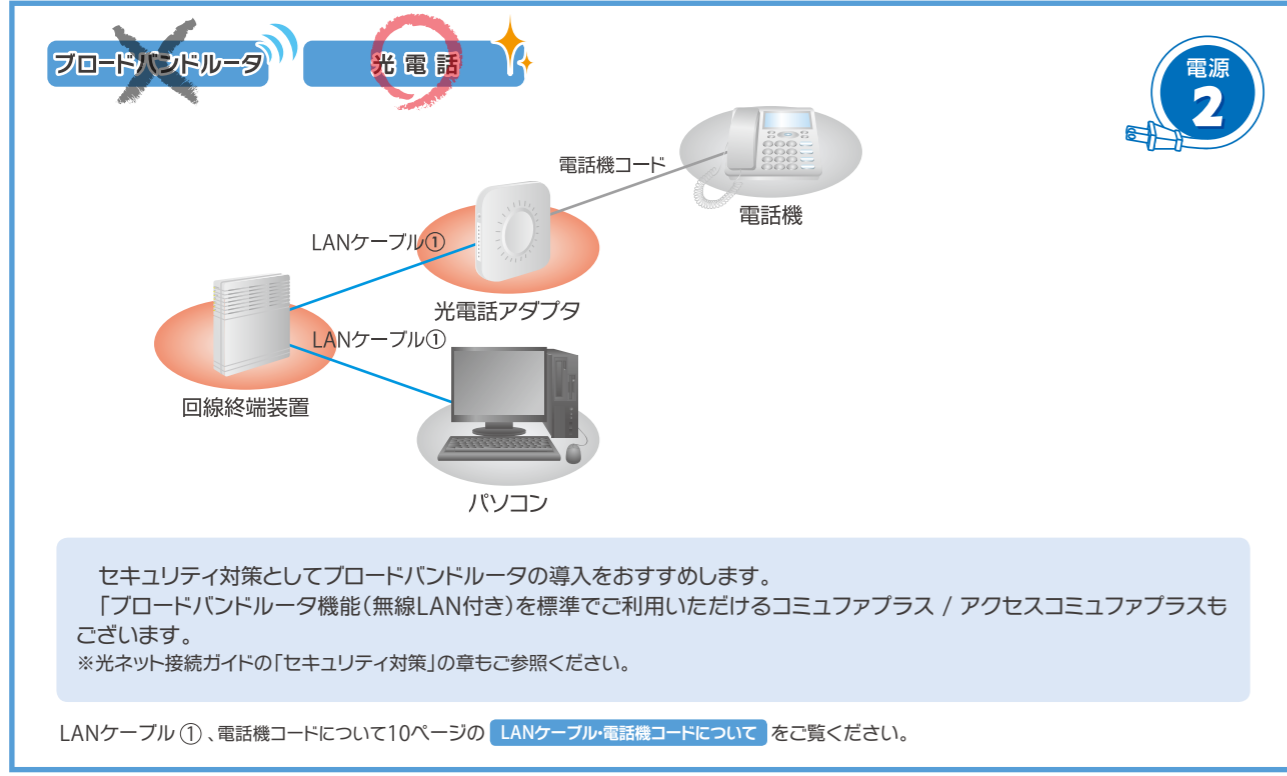 ブロードバンドルータ
光電話
電源
2
電話機コード
電話機
LANケーブル①
光電話アダプタ
LANケーブル①
回線終端装置
パソコン
セキュリティ対策としてブロードバンドルータの導入をおすすめします。
「ブロードバンドルータ機能(無線LAN付き)を標準でご利用いただけるコミュファプラス / アクセスコミュファプラスも
ございます。
※光ネット接続ガイドの「セキュリティ対策」の章もご参照ください。
LANケーブル①、電話機コードについて10ページの LANケーブル・電話機コードについて をご覧ください。